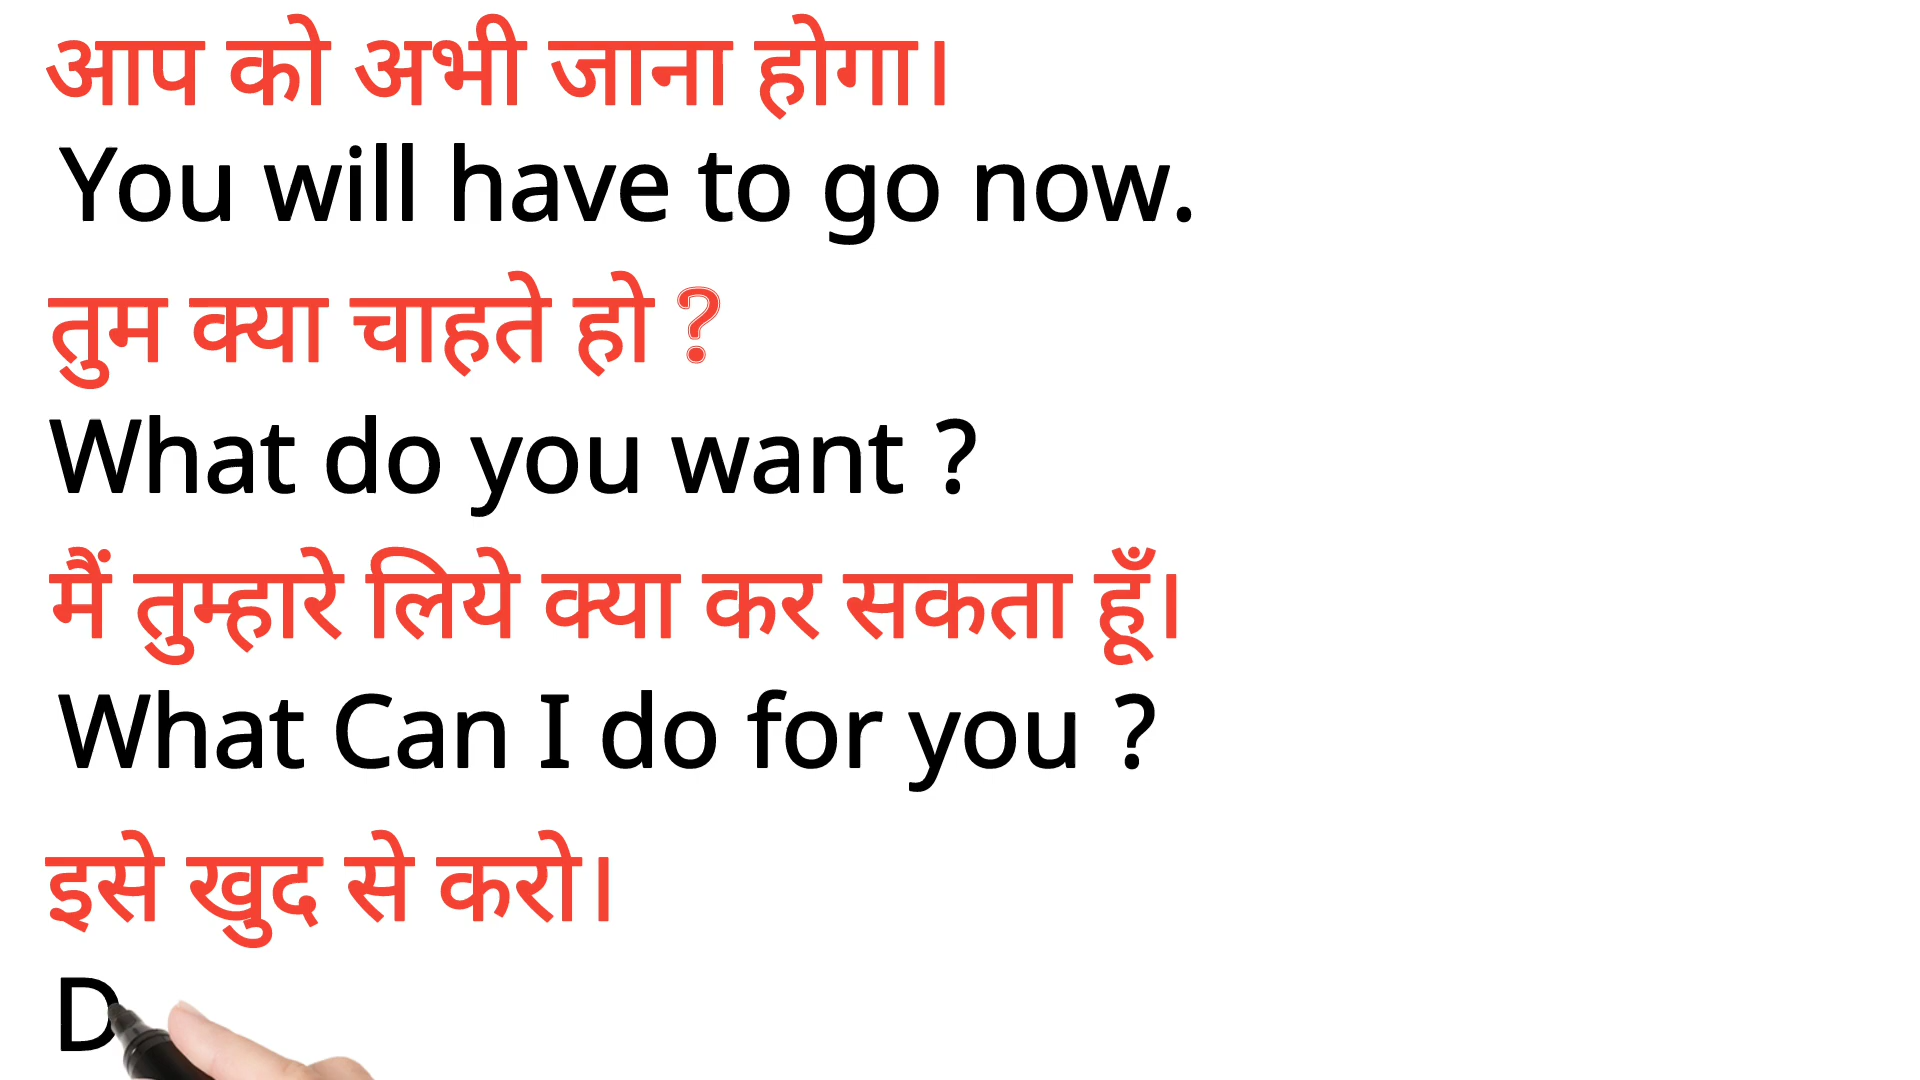 आप को अभी जाना होगा।
You will have to go now.
तुम क्या चाहते हो ?
What do you want ?
मैं तुम्हारे लिये क्या कर सकता हूँ।
What Can I do for you ?
इसे खुद से करो।
D